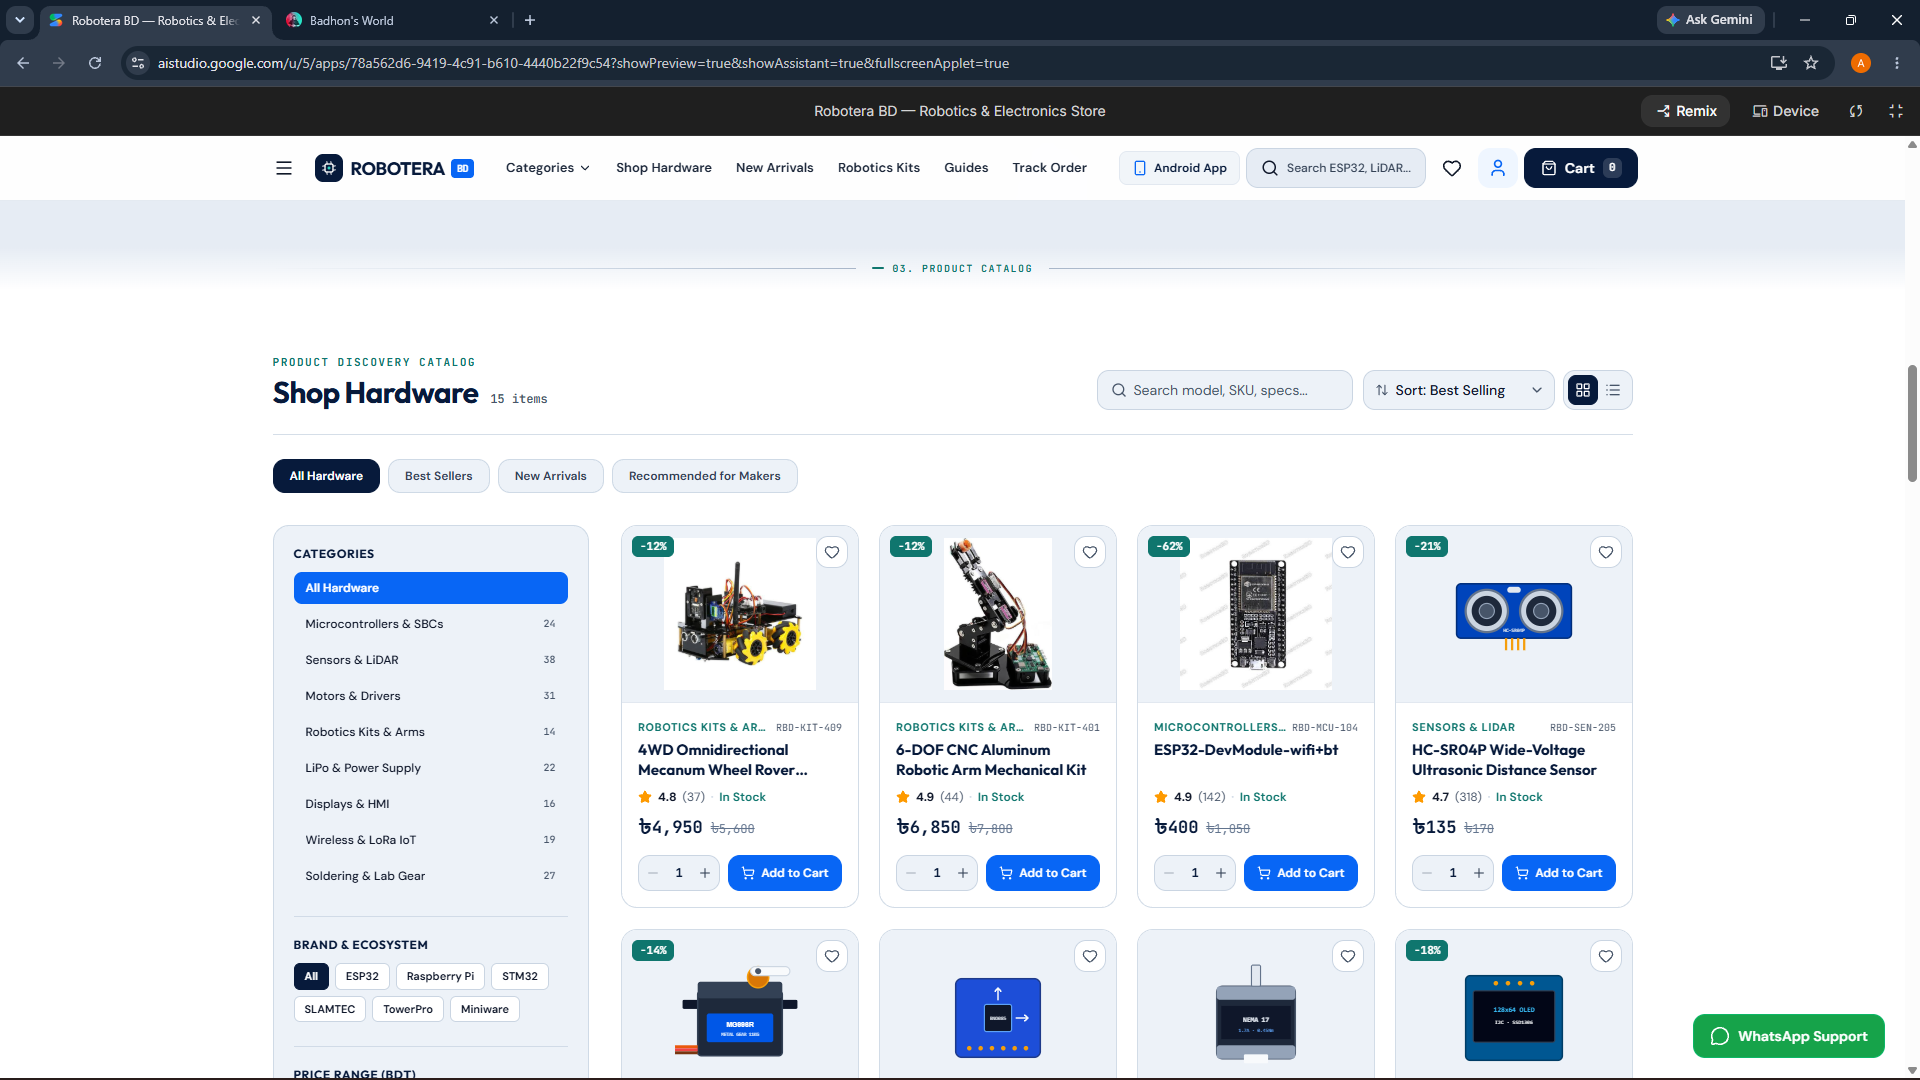 Robotera BD — Robotics & Elec
Badhon's World
Ask Gemini
aistudio.google.com/u/5/apps/78a562d6-9419-4c91-b610-4440b22f9c54?showPreview=true&showAssistant=true&fullscreenApplet=true
A
Robotera BD — Robotics & Electronics Store
Remix
Device
ROBOTERA BD
Categories
Shop Hardware
New Arrivals
Robotics Kits
Guides
Track Order
Android App
Search ESP32, LiDAR...
Cart 0
03. PRODUCT CATALOG
PRODUCT DISCOVERY CATALOG
Shop Hardware 15 items
Search model, SKU, specs...
Sort: Best Selling
All Hardware
Best Sellers
New Arrivals
Recommended for Makers
CATEGORIES
All Hardware
Microcontrollers & SBCs 24
Sensors & LiDAR 38
Motors & Drivers 31
Robotics Kits & Arms 14
LiPo & Power Supply 22
Displays & HMI 16
Wireless & LoRa IoT 19
Soldering & Lab Gear 27
BRAND & ECOSYSTEM
All
ESP32
Raspberry Pi
STM32
SLAMTEC
TowerPro
Miniware
PRICE RANGE (BDT)
-12%
ROBOTICS KITS & AR... RBD-KIT-409
4WD Omnidirectional
Mecanum Wheel Rover...
4.8 (37) · In Stock
৳4,950 ৳5,600
1
Add to Cart
-12%
ROBOTICS KITS & AR... RBD-KIT-401
6-DOF CNC Aluminum
Robotic Arm Mechanical Kit
4.9 (44) · In Stock
৳6,850 ৳7,800
1
Add to Cart
-62%
MICROCONTROLLERS... RBD-MCU-104
ESP32-DevModule-wifi+bt
4.9 (142) · In Stock
৳400 ৳1,050
1
Add to Cart
-21%
HC-SR04P
SENSORS & LIDAR RBD-SEN-205
HC-SR04P Wide-Voltage
Ultrasonic Distance Sensor
4.7 (318) · In Stock
৳135 ৳170
1
Add to Cart
-14%
MG996R
METAL GEAR
NEMA 17
-18%
128x64 OLED
I2C · SSD1306
WhatsApp Support